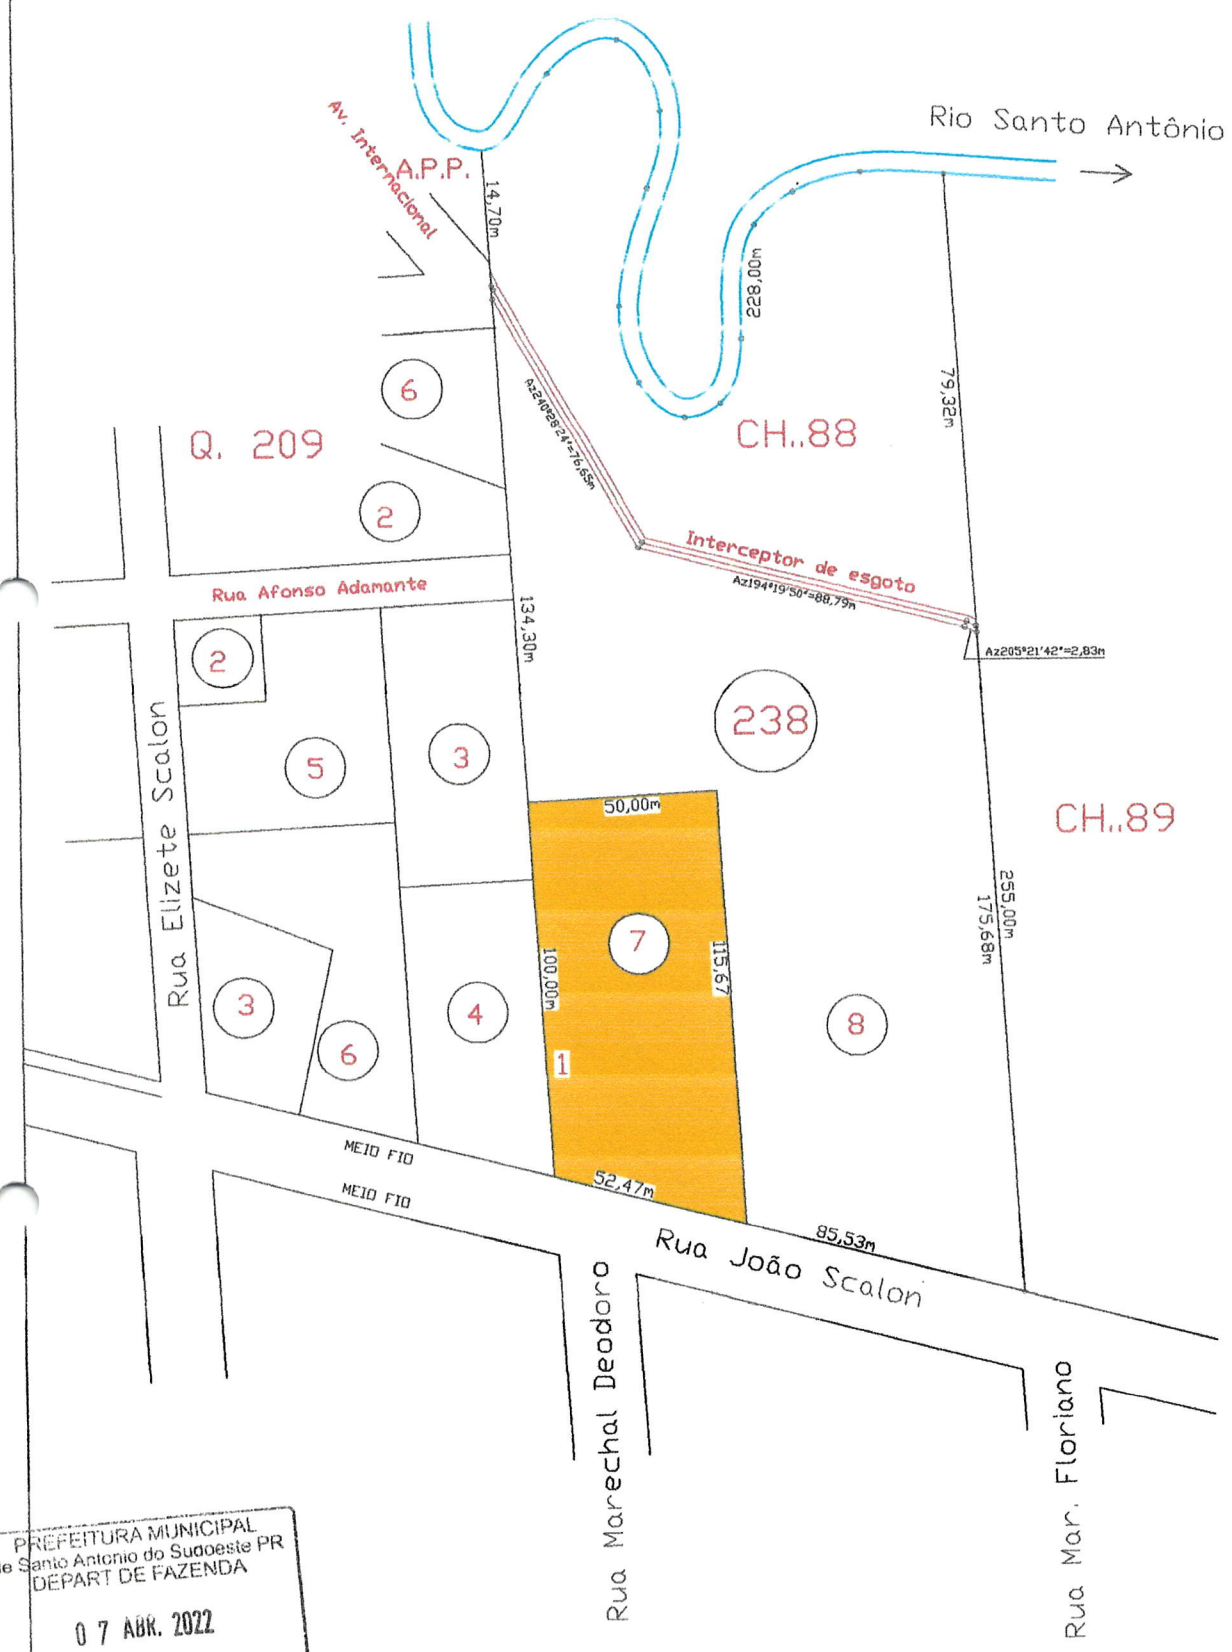 Rio Santo Antônio
Av. Internacional
A.P.P.
14,70m
228,00m
79,32m
6
Q. 209
Az240°28'24"=76,65m
CH..88
2
Interceptor de esgoto
Az194°19'50"=88,79m
Rua Afonso Adamante
134,30m
Az205°21'42"=2,83m
2
238
5
3
50,00m
CH..89
Rua Elizete Scalon
255,00m
175,68m
7
115,67
100,00m
3
4
8
6
1
MEIO FIO
MEIO FIO
52,47m
85,53m
Rua João Scalon
Rua Marechal Deodoro
Rua Mar. Floriano
PREFEITURA MUNICIPAL
de Santo Antonio do Sudoeste PR
DEPART DE FAZENDA
0 7 ABR. 2022